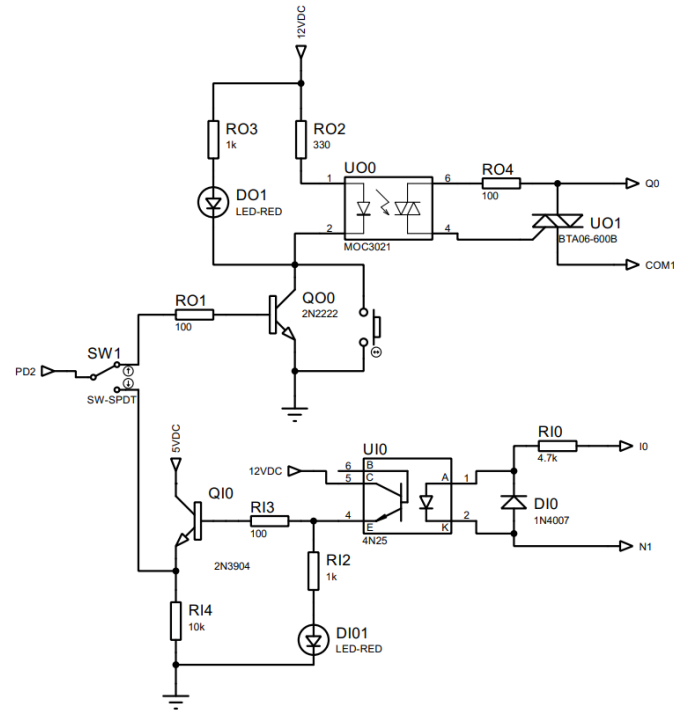 12VDC
RO3
1k
RO2
330
DO1
LED-RED
UO0
1
2
6
4
MOC3021
RO4
100
Q0
UO1
BTA06-600B
COM1
RO1
100
QO0
2N2222
SW1
PD2
SW-SPDT
5VDC
QI0
2N3904
RI3
100
12VDC
UI0
6
5
4
B
C
E
A
K
1
2
4N25
RI0
4.7k
I0
DI0
1N4007
N1
RI2
1k
RI4
10k
DI01
LED-RED